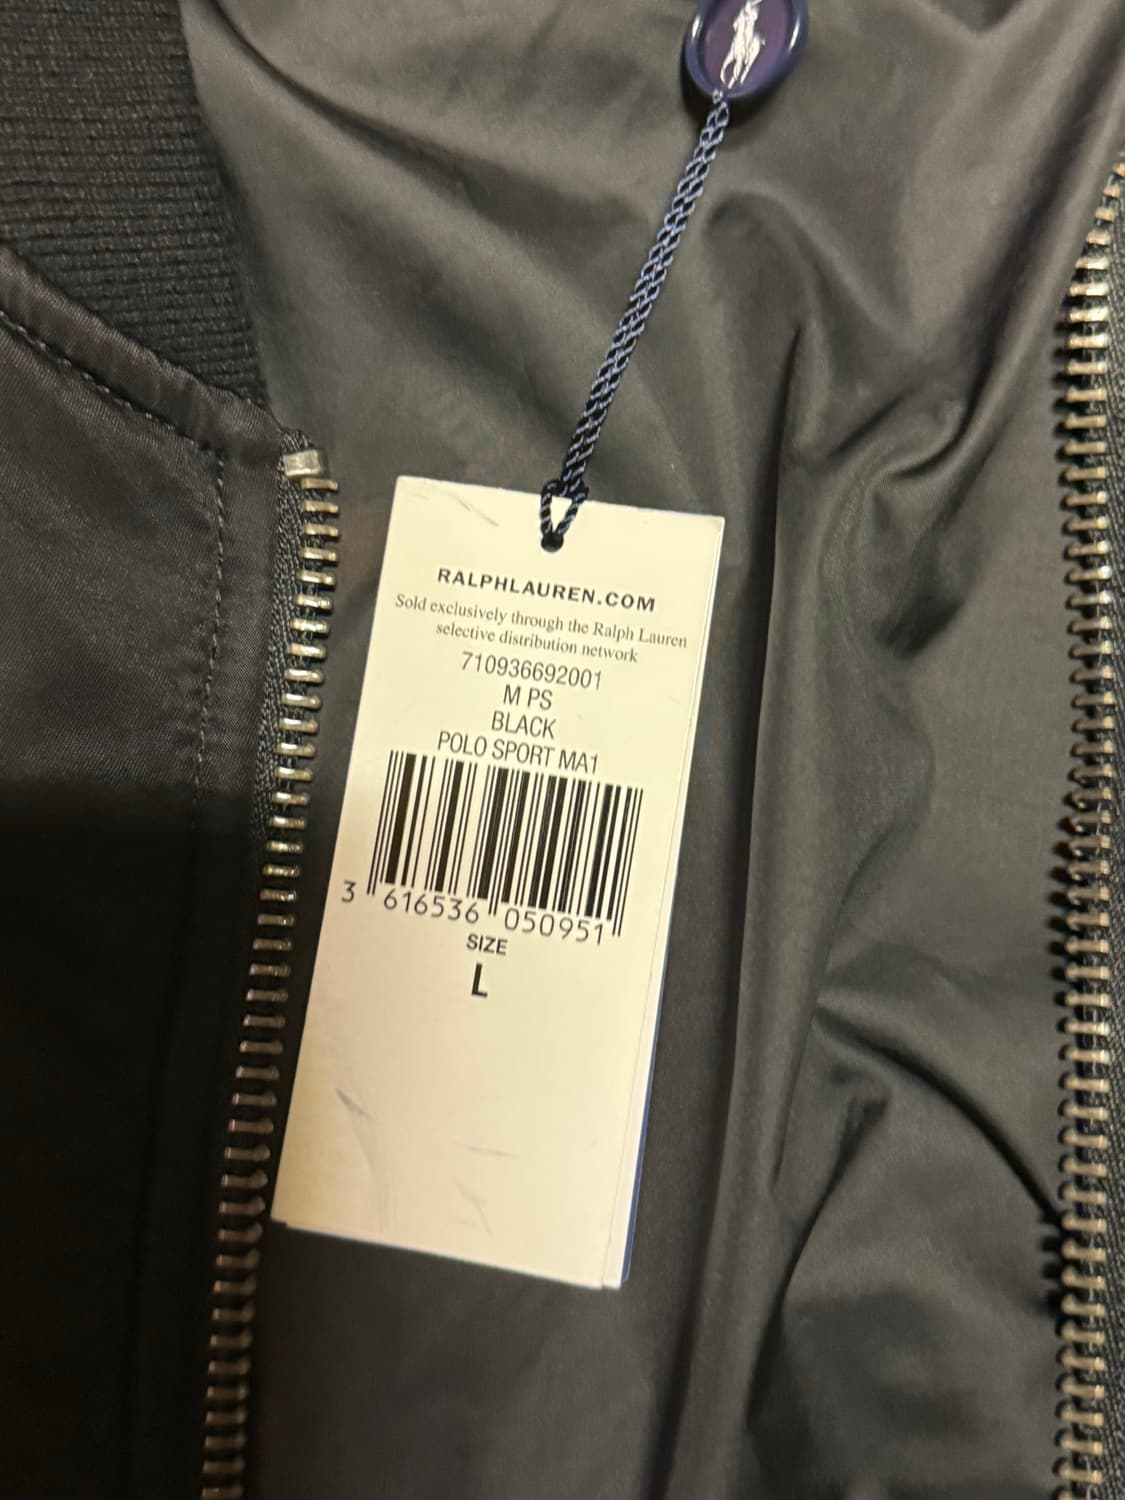 RALPHLAUREN.COM
Sold exclusively through the Ralph Lauren
selective distribution network
710936692001
M PS
BLACK
POLO SPORT MA1
3 616536 050951
SIZE
L